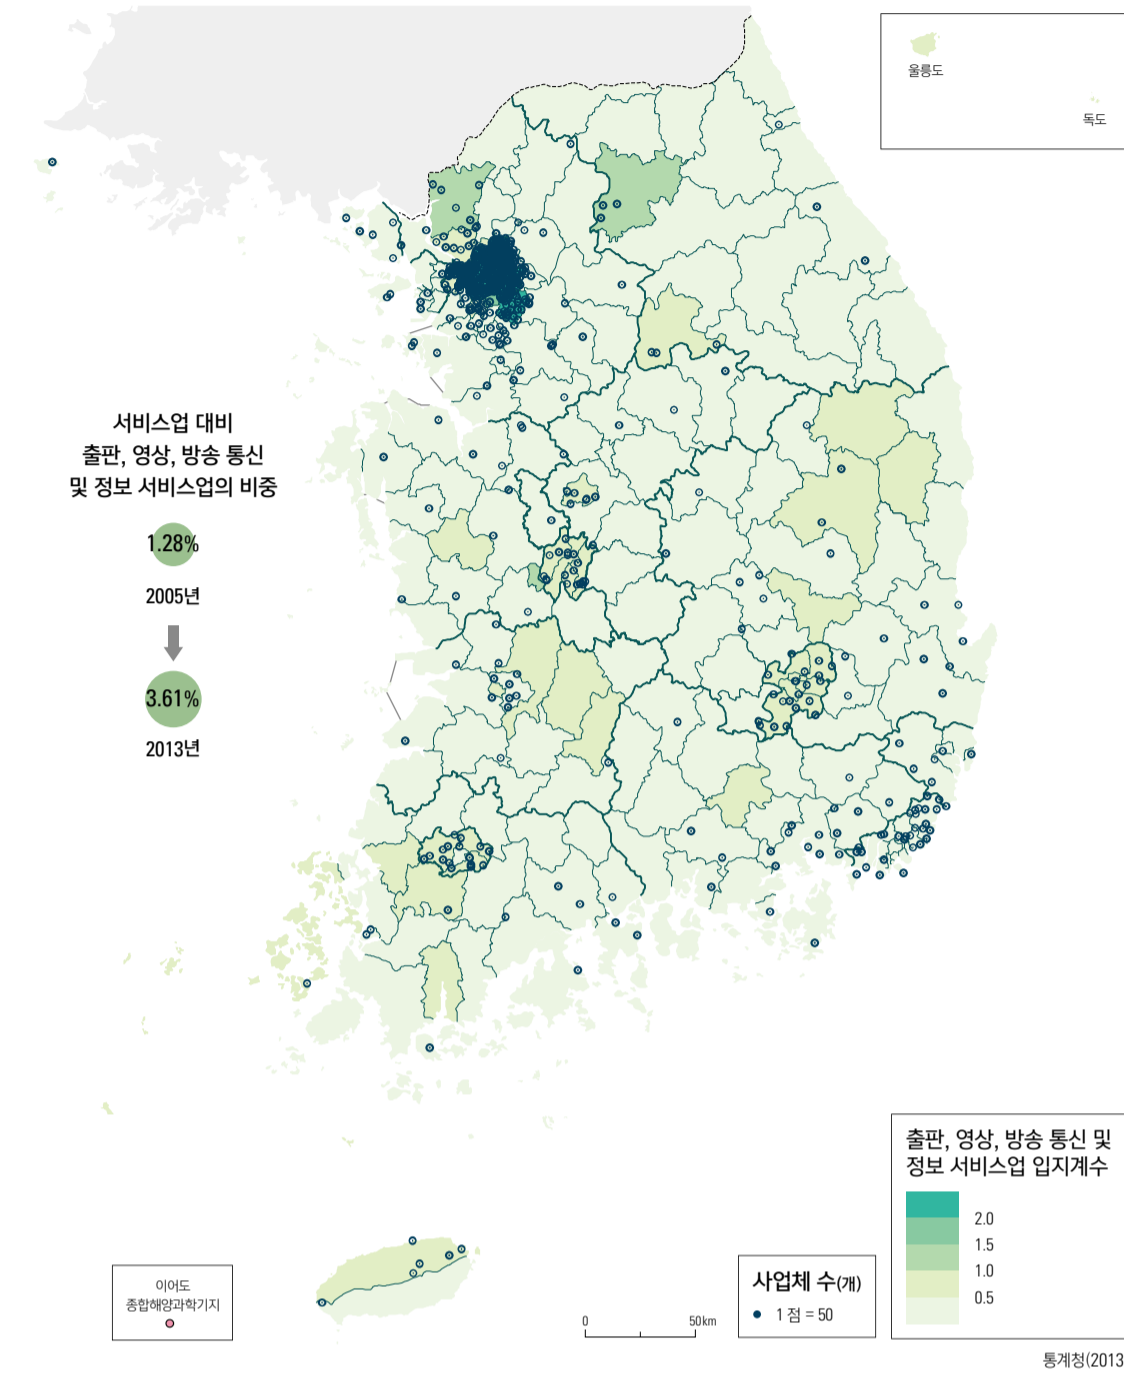 울릉도
독도
서비스업 대비
출판, 영상, 방송 통신
및 정보 서비스업의 비중
1.28%
2005년
3.61%
2013년
출판, 영상, 방송 통신 및
정보 서비스업 입지계수
2.0
1.5
1.0
0.5
이어도
종합해양과학기지
0 50km
사업체 수(개)
1 점 = 50
통계청(2013